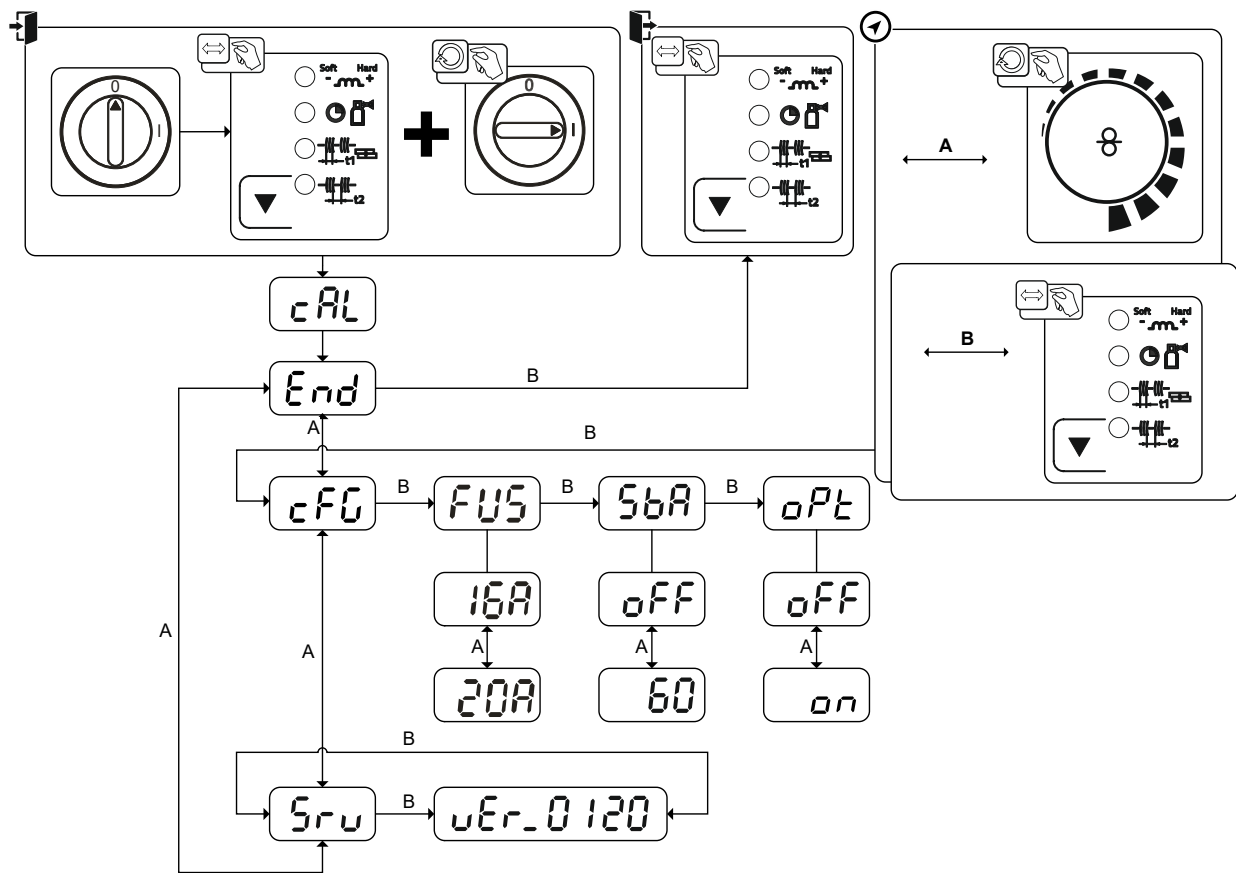 0
I
Soft Hard
- +
t1
t2
0
I
Soft Hard
- +
t1
t2
A
B
Soft Hard
- +
t1
t2
cAL
End
B
A
B
cFG
B
FUS
B
SbA
B
oPt
16A
oFF
oFF
A
A
A
A
A
20A
60
on
B
Sru
B
vEr_0120